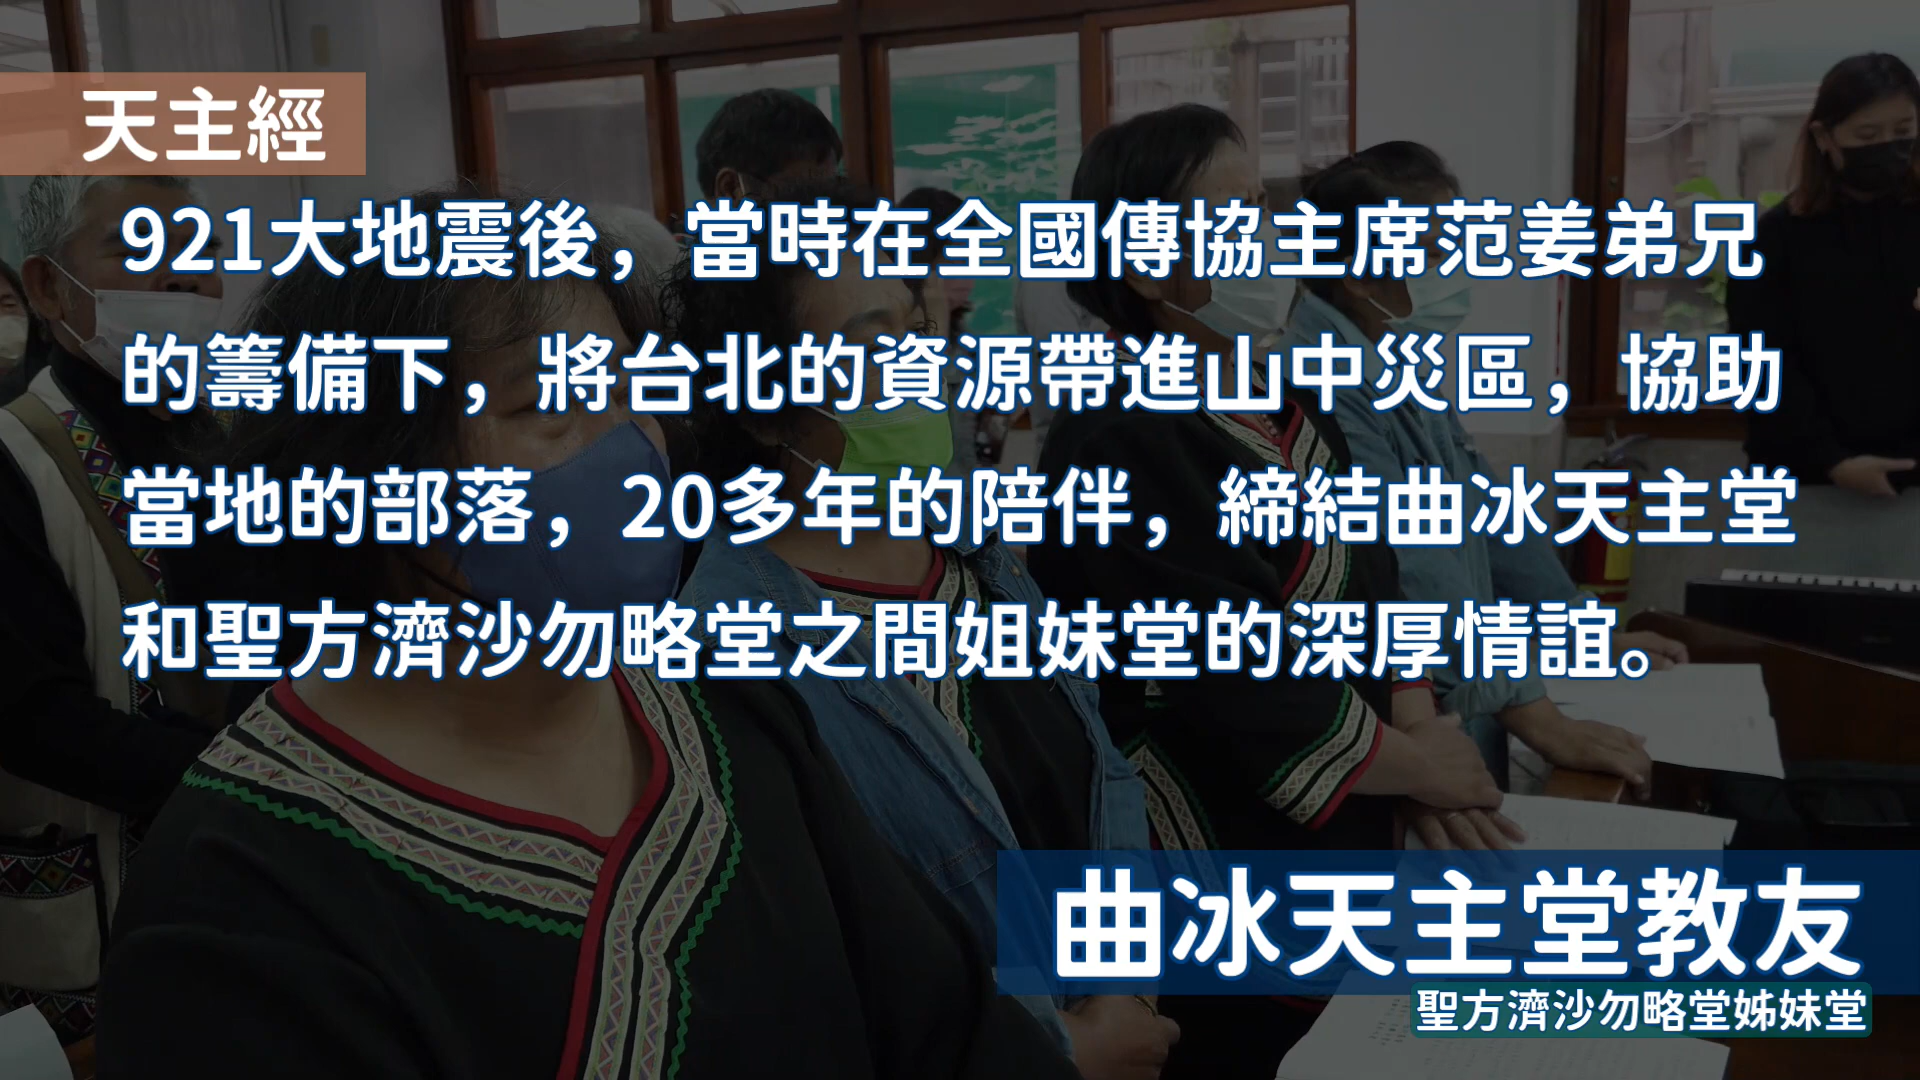 天主經
921大地震後，當時在全國傳協主席范姜弟兄
的籌備下，將台北的資源帶進山中災區，協助
當地的部落，20多年的陪伴，締結曲冰天主堂
和聖方濟沙勿略堂之間姐妹堂的深厚情誼。
曲冰天主堂教友
聖方濟沙勿略堂姊妹堂